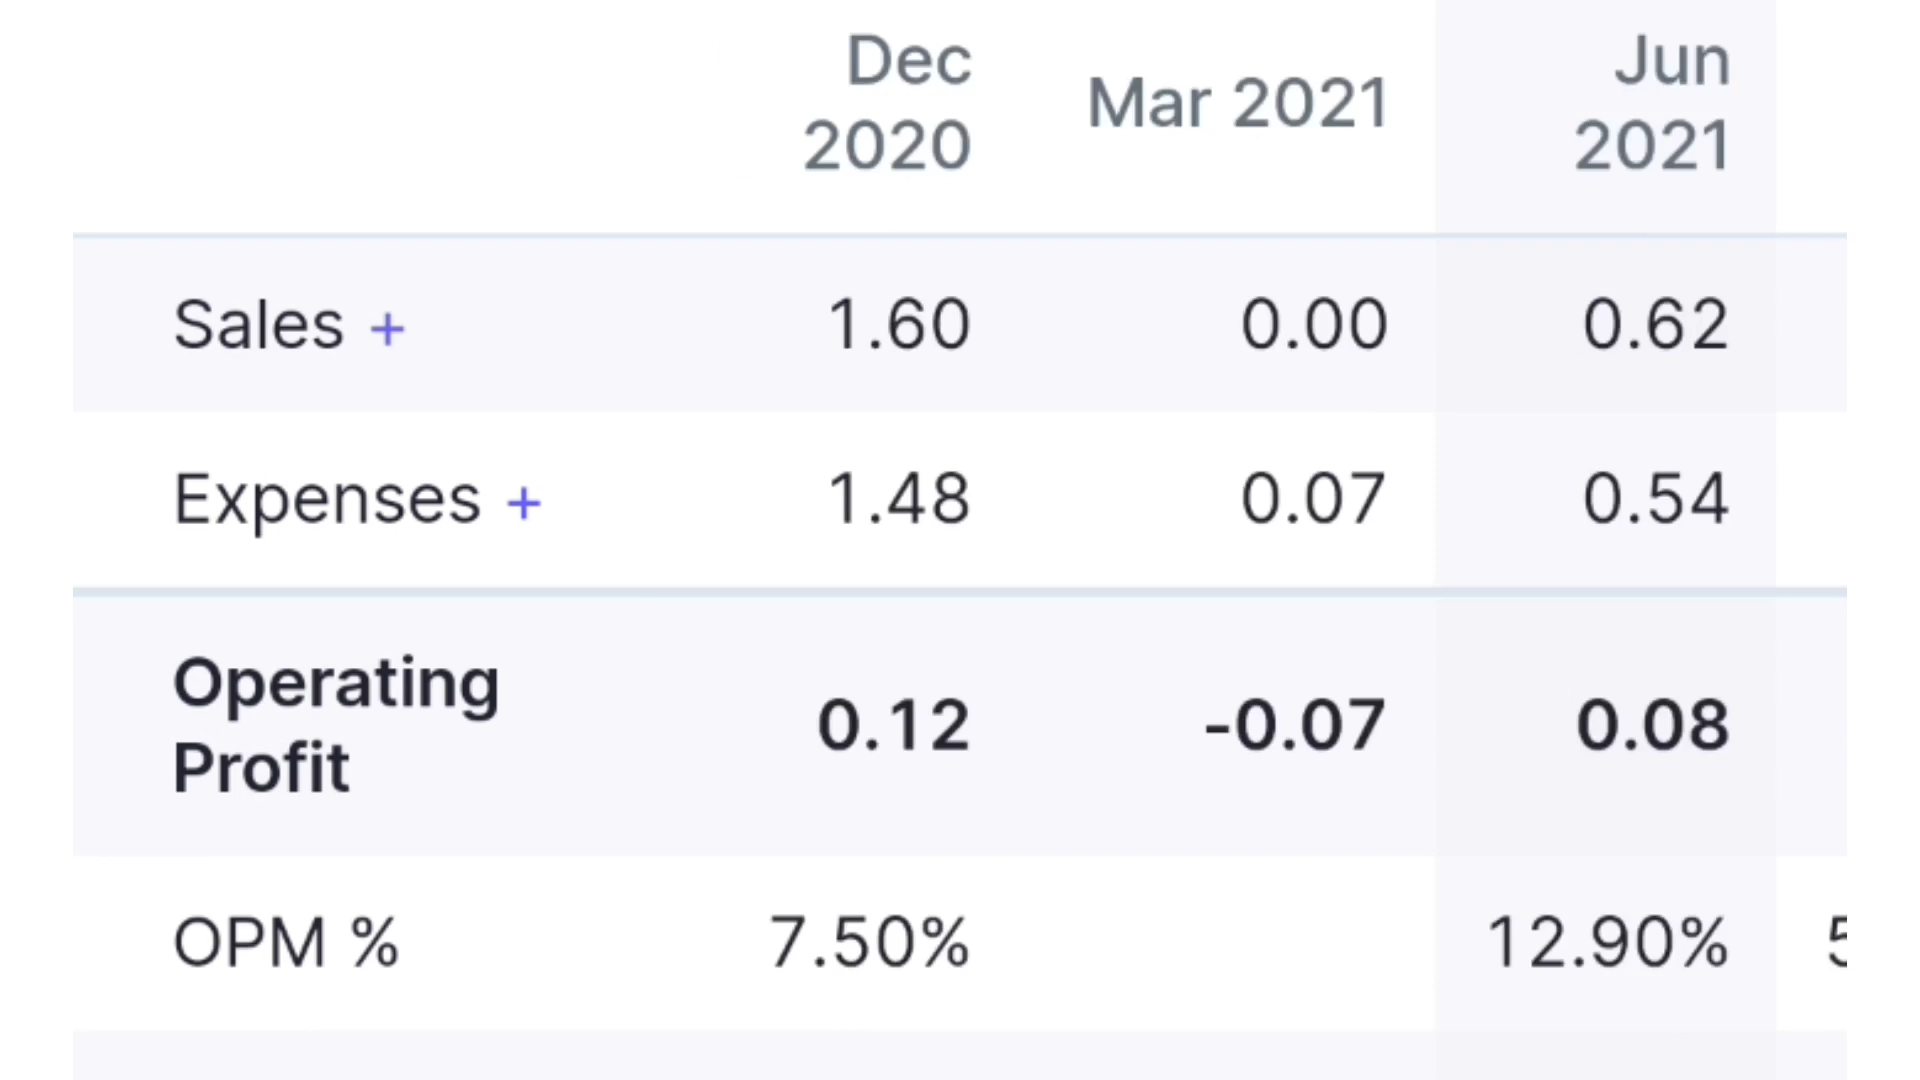 Dec 2020 Mar 2021 Jun 2021
Sales + 1.60 0.00 0.62
Expenses + 1.48 0.07 0.54
Operating Profit 0.12 -0.07 0.08
OPM % 7.50% 12.90%